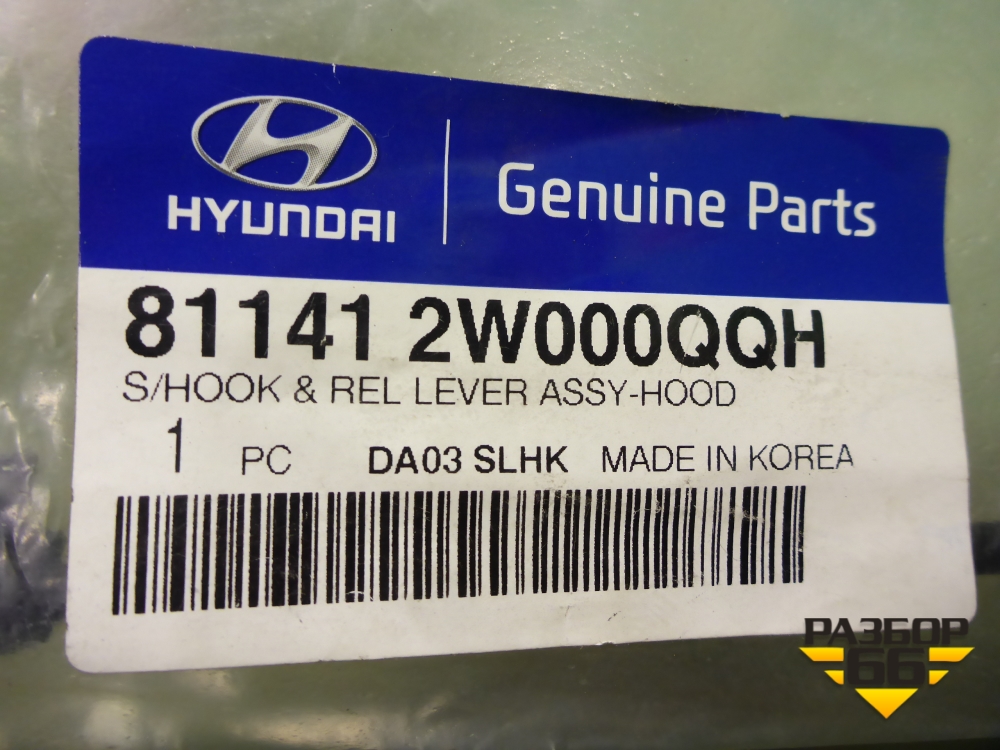 HYUNDAI
Genuine Parts
81141 2W000QQH
S/HOOK & REL LEVER ASSY-HOOD
1 PC DA03 SLHK MADE IN KOREA
РАЗБОР
66